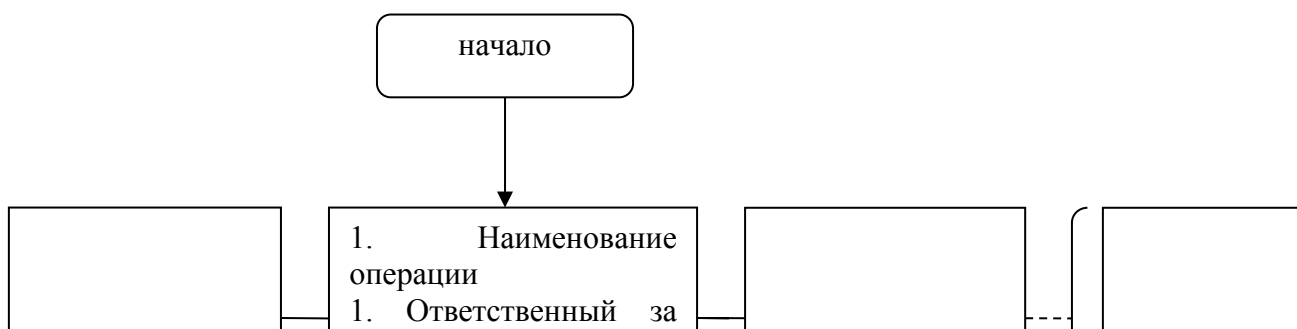 начало
1. Наименование
операции
1. Ответственный за